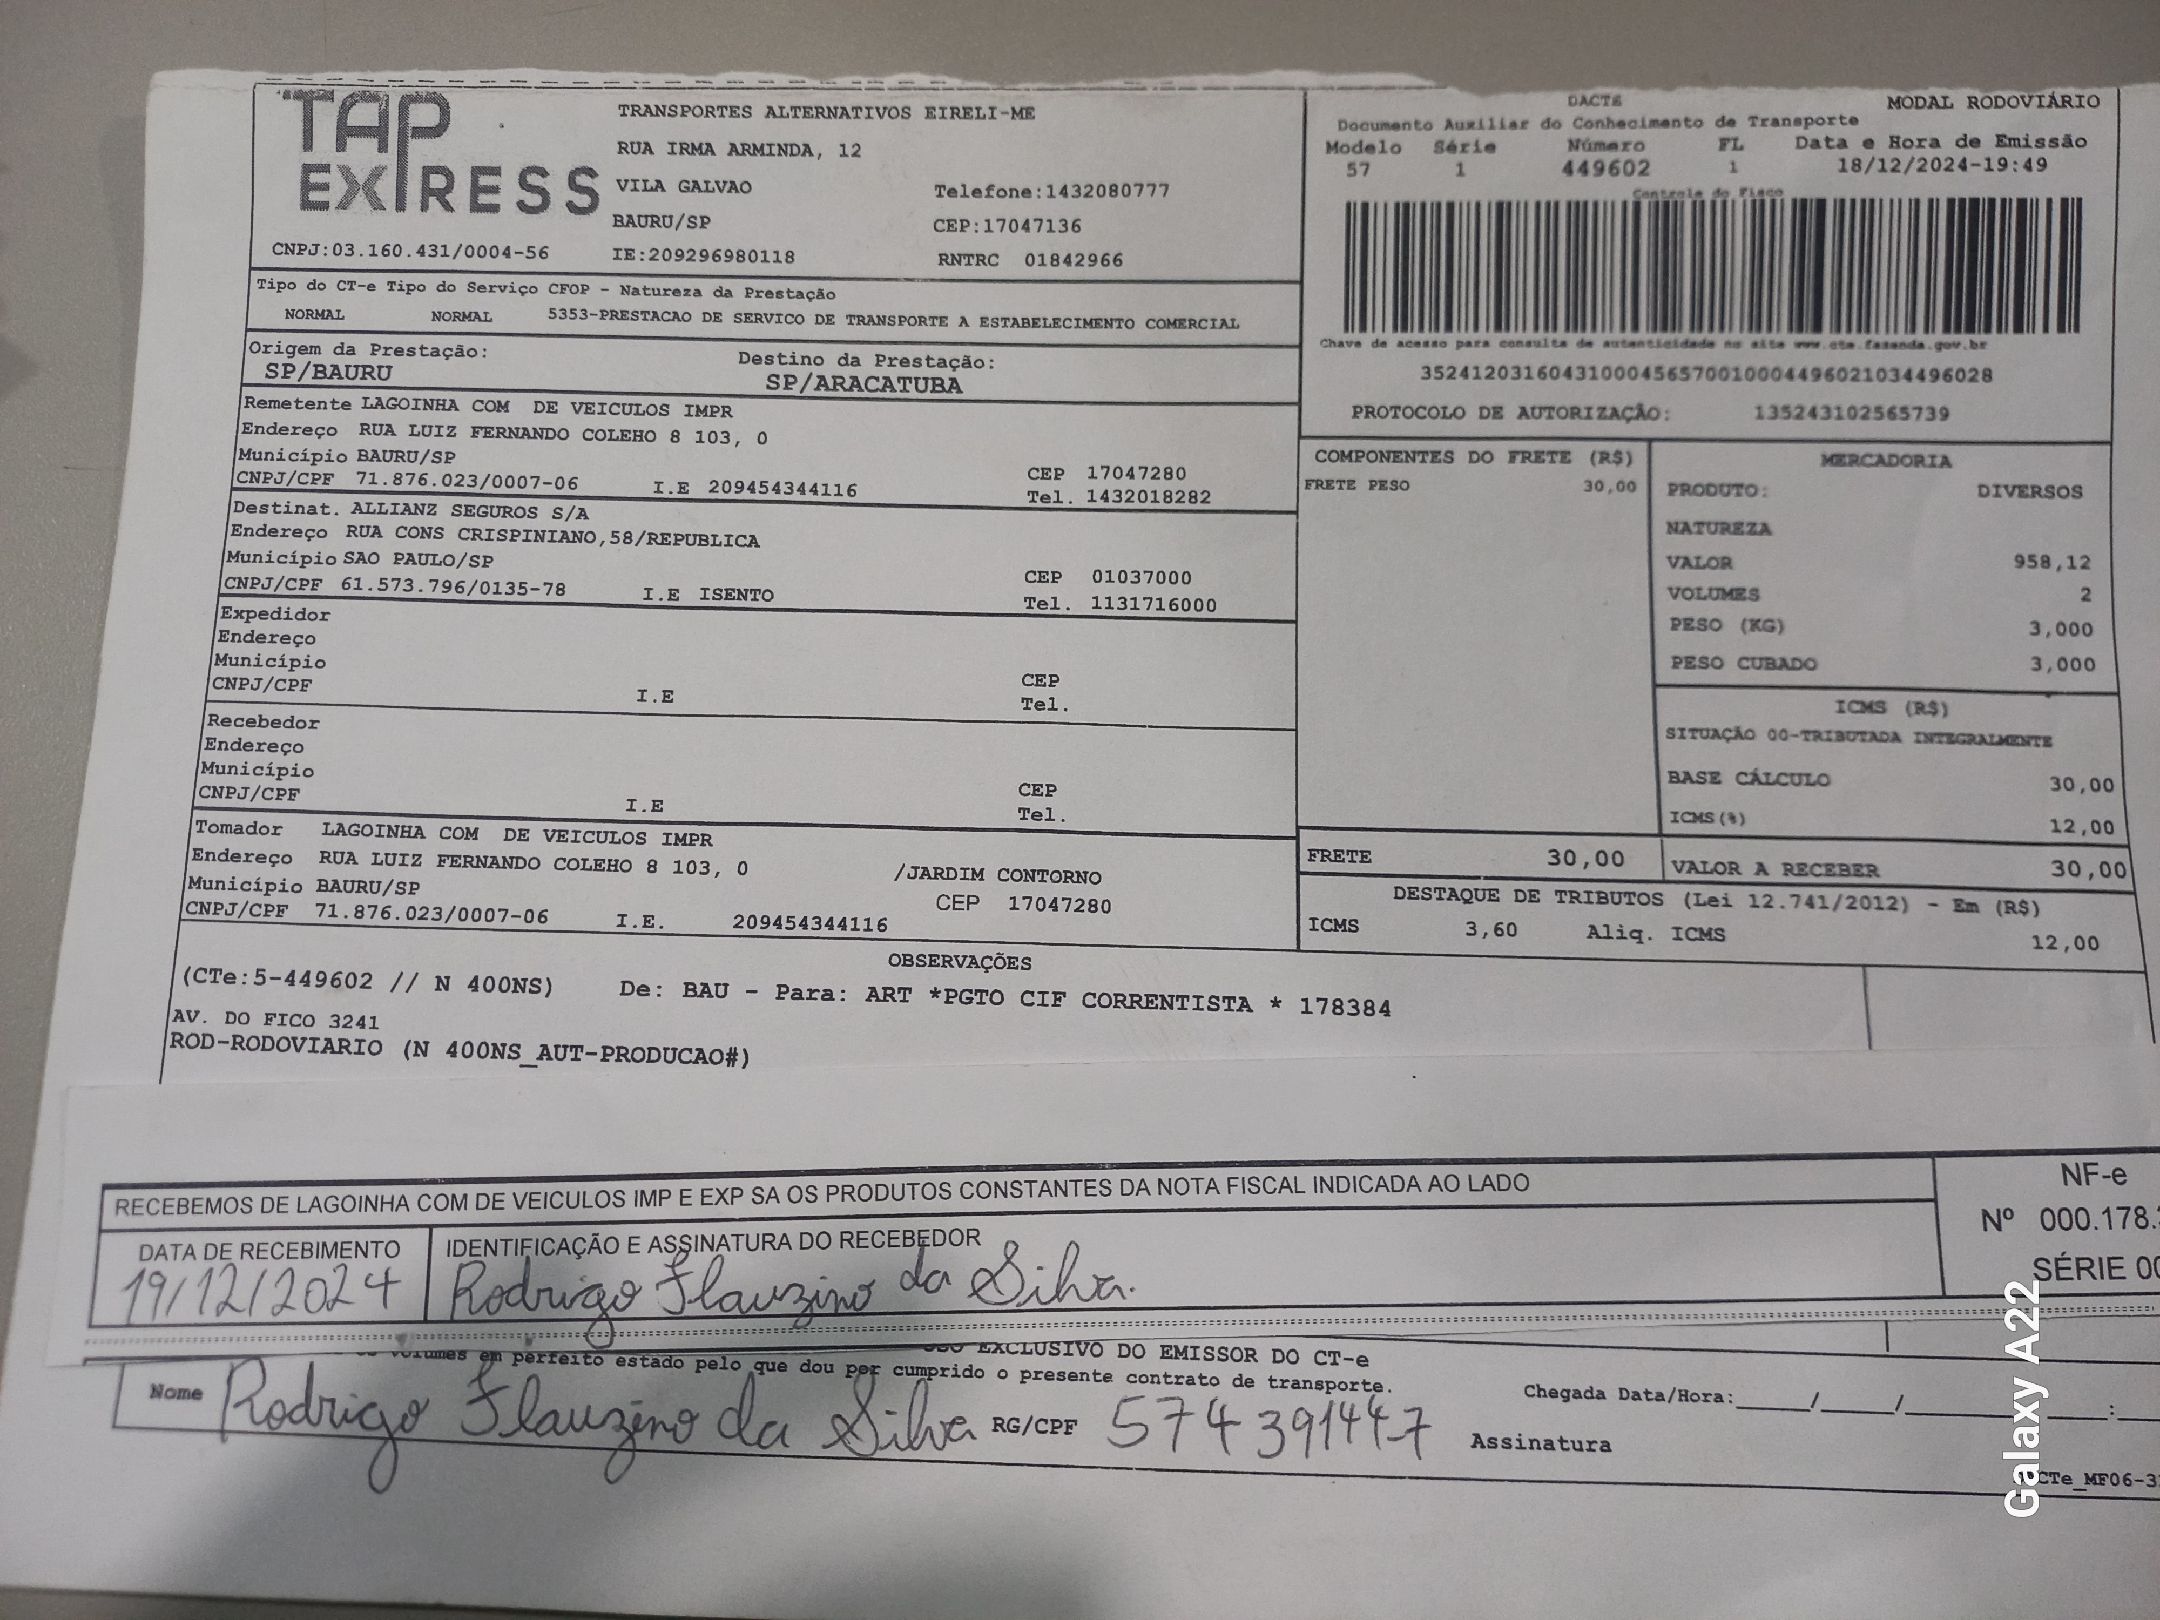 TAP EXPRESS
TRANSPORTES ALTERNATIVOS EIRELI-ME
RUA IRMA ARMINDA, 12
VILA GALVAO Telefone:1432080777
BAURU/SP CEP:17047136
CNPJ:03.160.431/0004-56 IE:209296980118 RNTRC 01842966
DACTE MODAL RODOVIÁRIO
Documento Auxiliar do Conhecimento de Transporte
Modelo Série Número FL Data e Hora de Emissão
57 1 449602 1 18/12/2024-19:49
Controle do Fisco
Chave de acesso para consulta de autenticidade no site www.cte.fazenda.gov.br
35241203160431000456570010004496021034496028
PROTOCOLO DE AUTORIZAÇÃO: 135243102565739
Tipo do CT-e Tipo do Serviço CFOP - Natureza da Prestação
NORMAL NORMAL 5353-PRESTACAO DE SERVICO DE TRANSPORTE A ESTABELECIMENTO COMERCIAL
Origem da Prestação: Destino da Prestação:
SP/BAURU SP/ARACATUBA
Remetente LAGOINHA COM DE VEICULOS IMPR
Endereço RUA LUIZ FERNANDO COLEHO 8 103, 0
Município BAURU/SP CEP 17047280
CNPJ/CPF 71.876.023/0007-06 I.E 209454344116 Tel. 1432018282
Destinat. ALLIANZ SEGUROS S/A
Endereço RUA CONS CRISPINIANO,58/REPUBLICA
Município SAO PAULO/SP CEP 01037000
CNPJ/CPF 61.573.796/0135-78 I.E ISENTO Tel. 1131716000
Expedidor
Endereço
Município CEP
CNPJ/CPF I.E Tel.
Recebedor
Endereço
Município CEP
CNPJ/CPF I.E Tel.
Tomador LAGOINHA COM DE VEICULOS IMPR
Endereço RUA LUIZ FERNANDO COLEHO 8 103, 0 /JARDIM CONTORNO
Município BAURU/SP CEP 17047280
CNPJ/CPF 71.876.023/0007-06 I.E. 209454344116
COMPONENTES DO FRETE (R$)
FRETE PESO 30,00
MERCADORIA
PRODUTO: DIVERSOS
NATUREZA
VALOR 958,12
VOLUMES 2
PESO (KG) 3,000
PESO CUBADO 3,000
ICMS (R$)
SITUAÇÃO 00-TRIBUTADA INTEGRALMENTE
BASE CÁLCULO 30,00
ICMS(%) 12,00
FRETE 30,00 VALOR A RECEBER 30,00
DESTAQUE DE TRIBUTOS (Lei 12.741/2012) - Em (R$)
ICMS 3,60 Aliq. ICMS 12,00
OBSERVAÇÕES
(CTe:5-449602 // N 400NS) De: BAU - Para: ART *PGTO CIF CORRENTISTA * 178384
AV. DO FICO 3241
ROD-RODOVIARIO (N 400NS_AUT-PRODUCAO#)
RECEBEMOS DE LAGOINHA COM DE VEICULOS IMP E EXP SA OS PRODUTOS CONSTANTES DA NOTA FISCAL INDICADA AO LADO
NF-e
Nº 000.178.
SÉRIE 00
DATA DE RECEBIMENTO IDENTIFICAÇÃO E ASSINATURA DO RECEBEDOR
19/12/2024 Rodrigo Flauzino da Silva.
EXCLUSIVO DO EMISSOR DO CT-e
volumes em perfeito estado pelo que dou por cumprido o presente contrato de transporte.
Nome Rodrigo Flauzino da Silva RG/CPF 574391447 Assinatura
Chegada Data/Hora:____/____/____ ___:
CTe_MF06-3
Galaxy A22